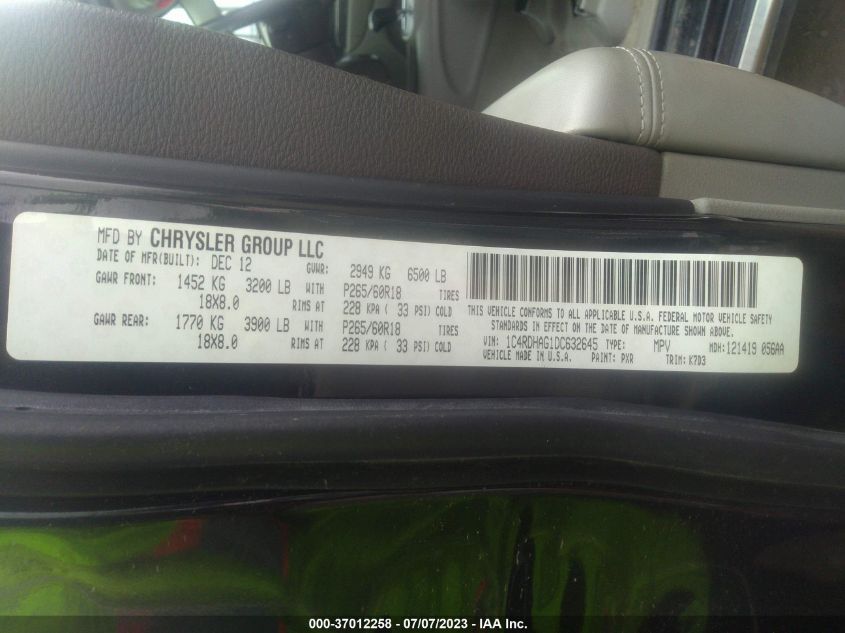 MFD BY CHRYSLER GROUP LLC
DATE OF MFR(BUILT): DEC 12 GVWR: 2949 KG 6500 LB
GAWR FRONT: 1452 KG 3200 LB WITH P265/60R18 TIRES
18X8.0 RIMS AT 228 KPA ( 33 PSI) COLD
GAWR REAR: 1770 KG 3900 LB WITH P265/60R18 TIRES
18X8.0 RIMS AT 228 KPA ( 33 PSI) COLD
THIS VEHICLE CONFORMS TO ALL APPLICABLE U.S.A. FEDERAL MOTOR VEHICLE SAFETY
STANDARDS IN EFFECT ON THE DATE OF MANUFACTURE SHOWN ABOVE.
VIN: 1C4RDHAG1DC632645 TYPE: MPV MDH:121419 056AA
VEHICLE MADE IN U.S.A. PAINT: PXR TRIM: K7D3
000-37012258 - 07/07/2023 - IAA Inc.